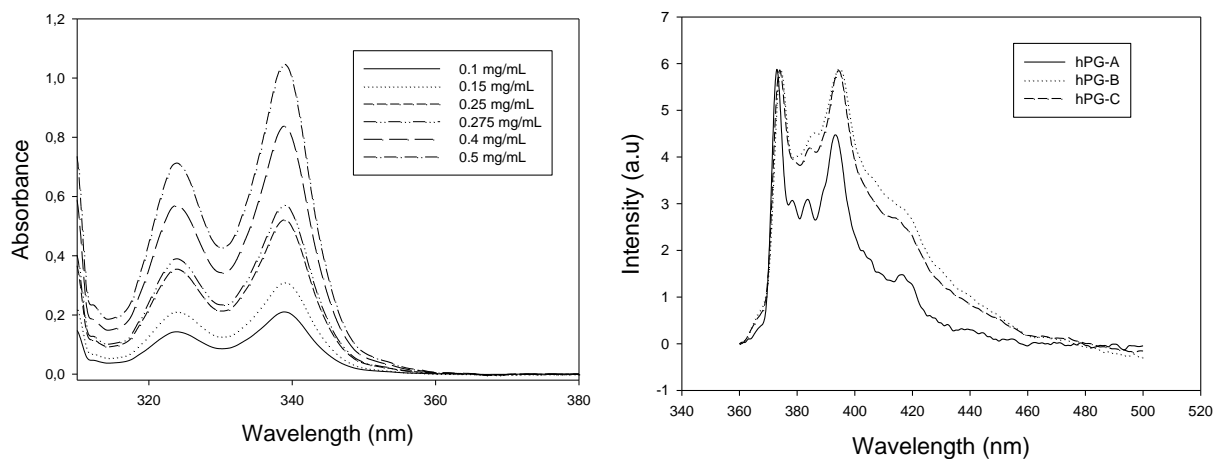 1,2
1,0
0,8
0,6
0,4
0,2
0,0
Absorbance
320 340 360 380
Wavelength (nm)
0.1 mg/mL
0.15 mg/mL
0.25 mg/mL
0.275 mg/mL
0.4 mg/mL
0.5 mg/mL
7
6
5
4
3
2
1
0
-1
Intensity (a.u)
340 360 380 400 420 440 460 480 500 520
Wavelength (nm)
hPG-A
hPG-B
hPG-C